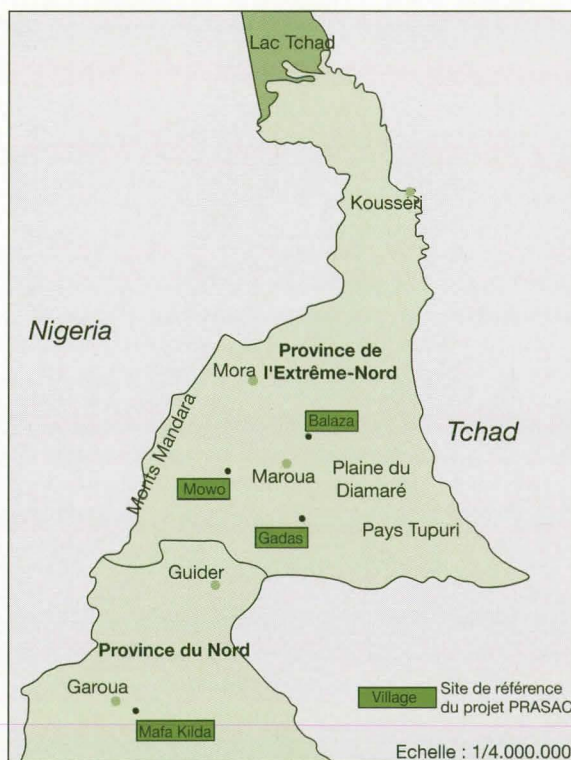 Lac Tchad
Kousséri
Nigeria
Province de
l'Extrême-Nord
Mora
Balaza
Tchad
Monts Mandara
Maroua
Plaine du
Diamaré
Mowo
Gadas
Pays Tupuri
Guider
Province du Nord
Garoua
Mafa Kilda
Village
Site de référence
du projet PRASAC
Echelle : 1/4.000.000